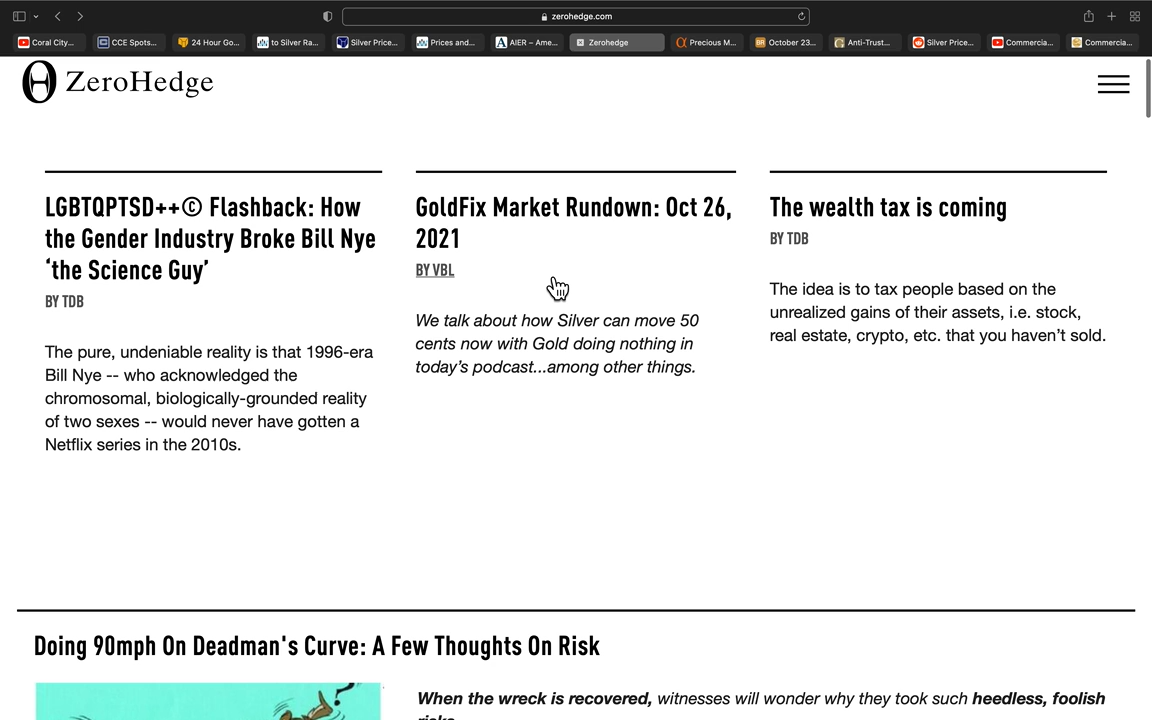 zerohedge.com
Coral City...
CCE Spots...
24 Hour Go...
to Silver Ra...
Silver Price...
Prices and...
AIER – Ame...
Zerohedge
Precious M...
October 23...
Anti-Trust...
Silver Price...
Commercia...
Commercia...
ZeroHedge
LGBTQPTSD++© Flashback: How
the Gender Industry Broke Bill Nye
‘the Science Guy’
BY TDB
The pure, undeniable reality is that 1996-era
Bill Nye -- who acknowledged the
chromosomal, biologically-grounded reality
of two sexes -- would never have gotten a
Netflix series in the 2010s.
GoldFix Market Rundown: Oct 26,
2021
BY VBL
We talk about how Silver can move 50
cents now with Gold doing nothing in
today’s podcast...among other things.
The wealth tax is coming
BY TDB
The idea is to tax people based on the
unrealized gains of their assets, i.e. stock,
real estate, crypto, etc. that you haven’t sold.
Doing 90mph On Deadman's Curve: A Few Thoughts On Risk
When the wreck is recovered, witnesses will wonder why they took such heedless, foolish